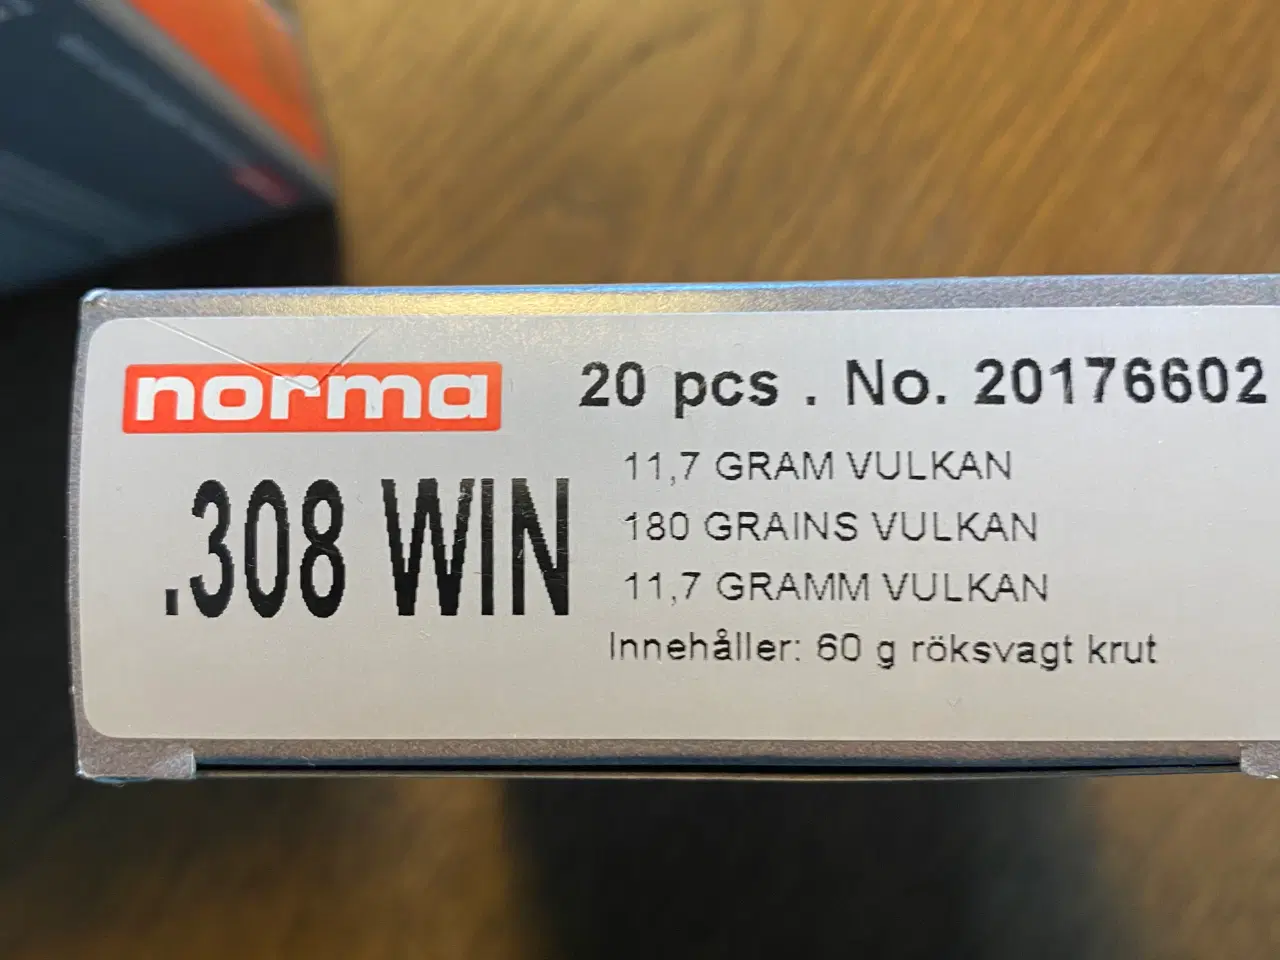 norma
20 pcs . No. 20176602
.308 WIN
11,7 GRAM VULKAN
180 GRAINS VULKAN
11,7 GRAMM VULKAN
Innehåller: 60 g röksvagt krut